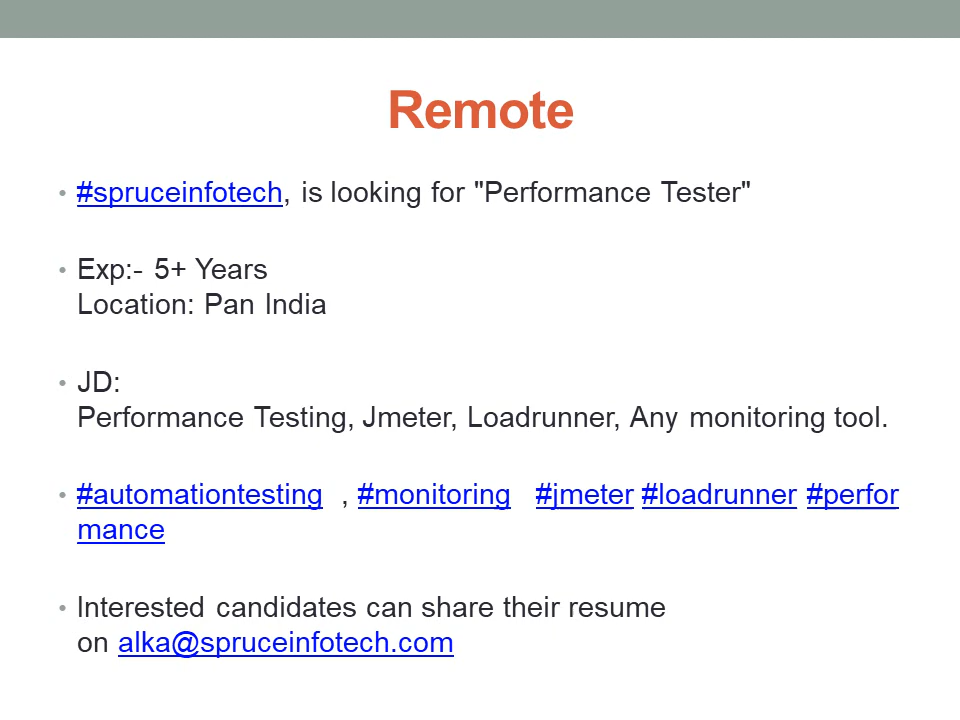 Remote
• #spruceinfotech, is looking for "Performance Tester"
• Exp:- 5+ Years
Location: Pan India
• JD:
Performance Testing, Jmeter, Loadrunner, Any monitoring tool.
• #automationtesting , #monitoring #jmeter #loadrunner #perfor
mance
• Interested candidates can share their resume
on alka@spruceinfotech.com